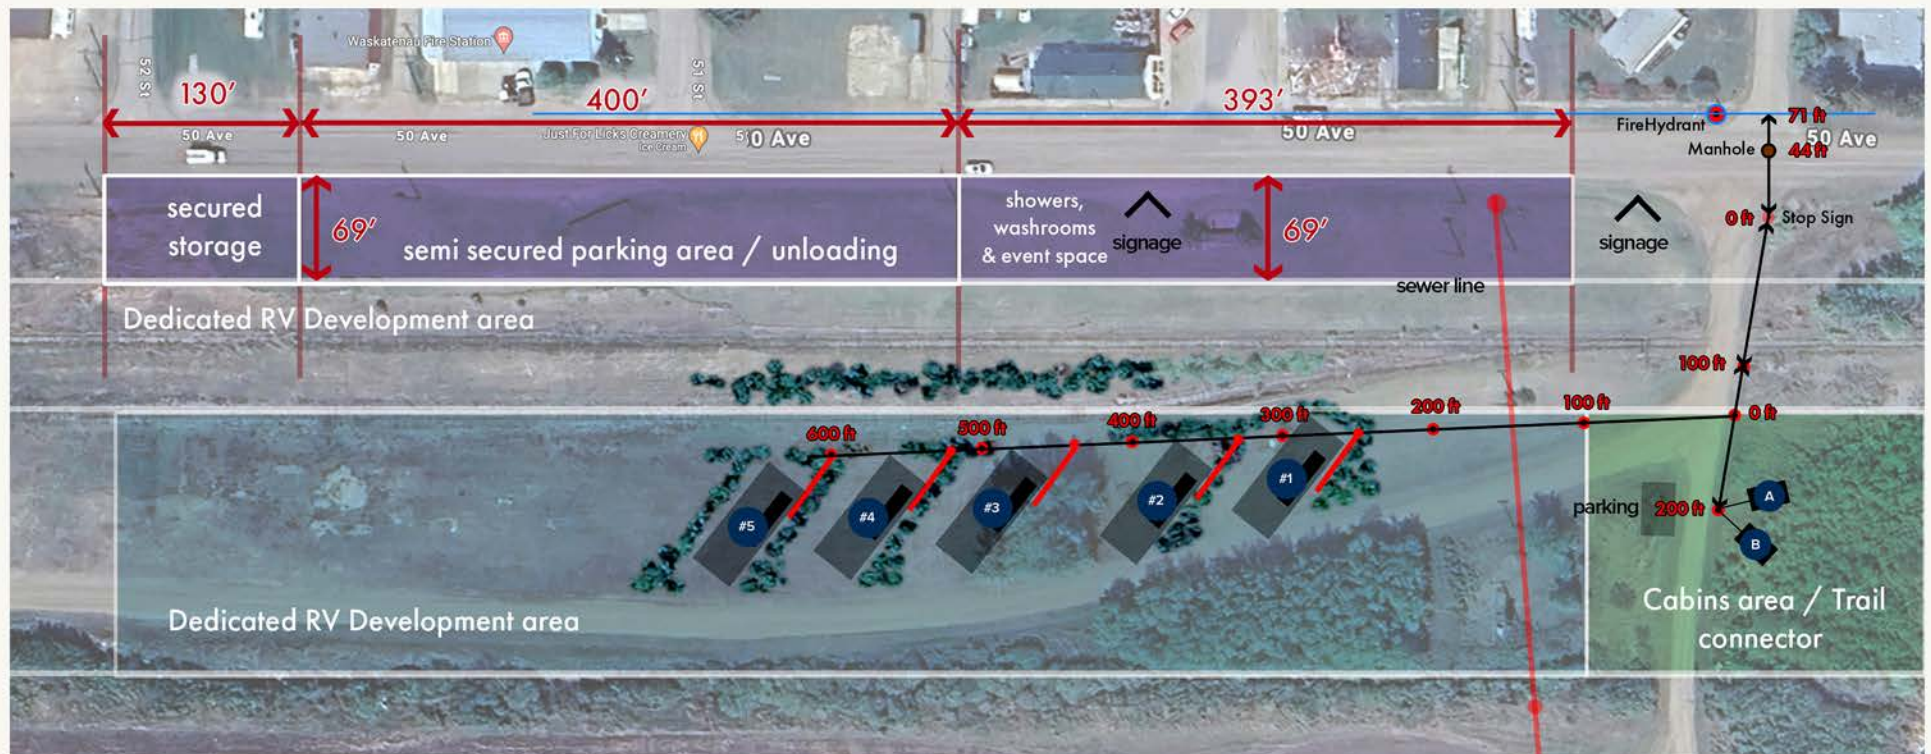 Waskatenau Fire Station
52 St
51 St
130’
400’
393’
50 Ave
50 Ave
Just For Licks Creamery
Ice Cream
50 Ave
50 Ave
50 Ave
FireHydrant
71 ft
Manhole
44 ft
0 ft
Stop Sign
secured
storage
69’
semi secured parking area / unloading
showers,
washrooms
& event space
signage
69’
signage
sewer line
Dedicated RV Development area
100 ft
600 ft
500 ft
400 ft
300 ft
200 ft
100 ft
0 ft
#5
#4
#3
#2
#1
parking
200 ft
A
B
Dedicated RV Development area
Cabins area / Trail
connector